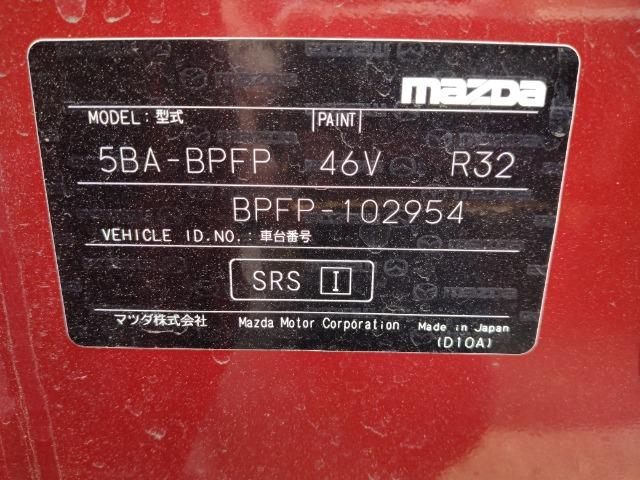 mazda
MODEL: 型式 PAINT
5BA-BPFP 46V R32
BPFP-102954
VEHICLE ID.NO.: 車台番号
SRS I
マツダ株式会社 Mazda Motor Corporation Made in Japan
(D10A)